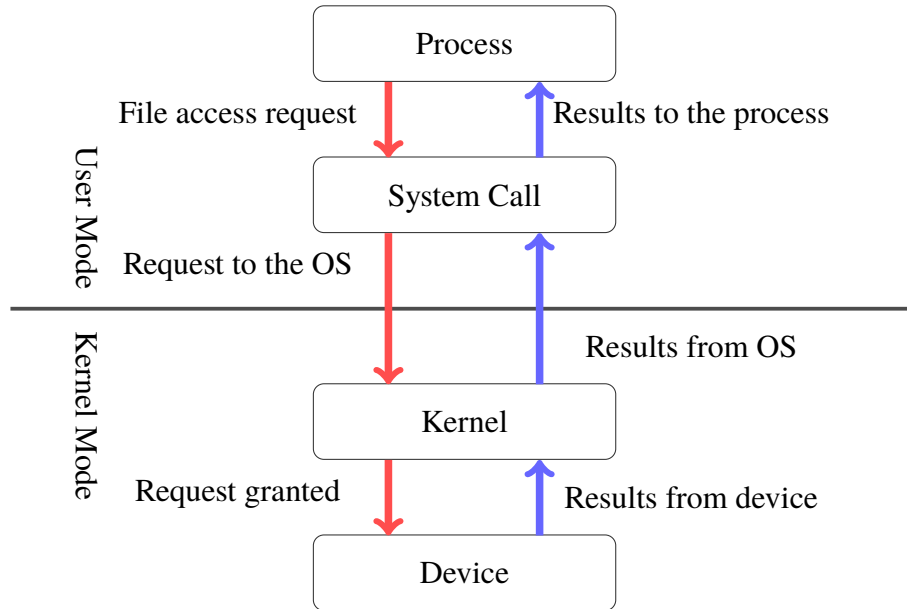 Process
File access request
Results to the process
User Mode
System Call
Request to the OS
Kernel Mode
Results from OS
Kernel
Request granted
Results from device
Device